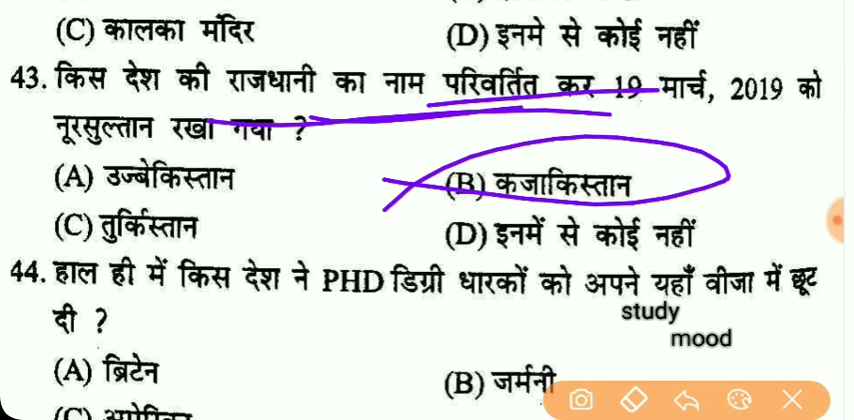 (C) कालका मंदिर
(D) इनमे से कोई नहीं
43. किस देश की राजधानी का नाम परिवर्तित कर 19 मार्च, 2019 को
नूरसुल्तान रखा गया ?
(A) उज्बेकिस्तान
(B) कजाकिस्तान
(C) तुर्किस्तान
(D) इनमें से कोई नहीं
44. हाल ही में किस देश ने PHD डिग्री धारकों को अपने यहाँ वीजा में छूट
दी ?
study
mood
(A) ब्रिटेन
(B) जर्मनी